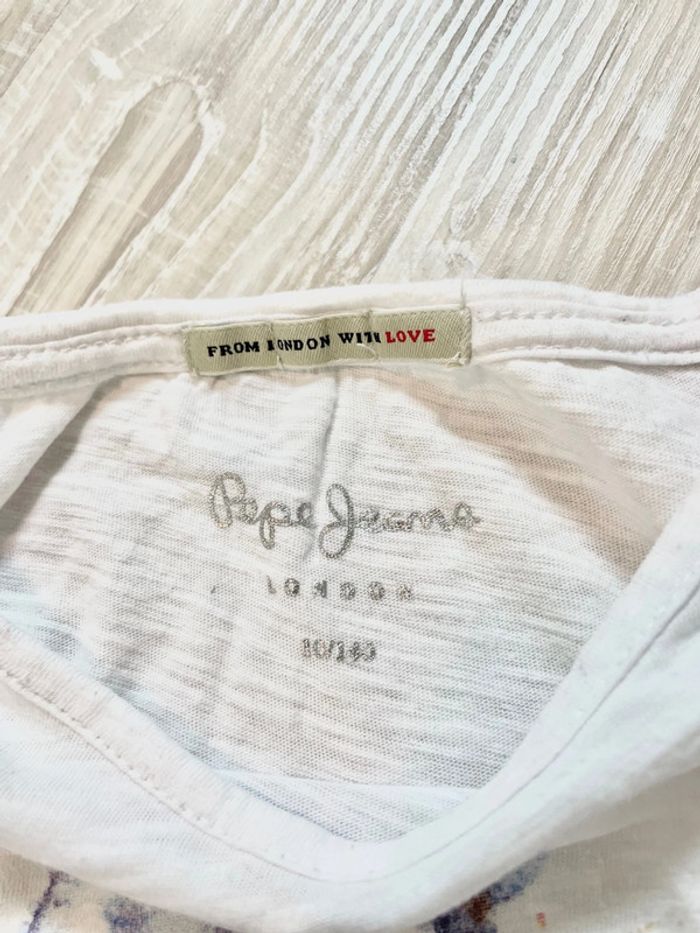 FROM LONDON WITH LOVE
Pepe Jeans
LONDON
10/140